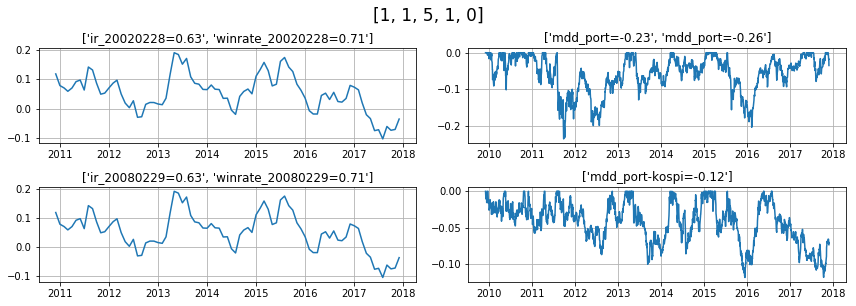 [1, 1, 5, 1, 0]
['ir_20020228=0.63', 'winrate_20020228=0.71']
0.2
0.1
0.0
−0.1
2011 2012 2013 2014 2015 2016 2017 2018
['mdd_port=-0.23', 'mdd_port=-0.26']
0.0
−0.1
−0.2
2010 2011 2012 2013 2014 2015 2016 2017 2018
['ir_20080229=0.63', 'winrate_20080229=0.71']
0.2
0.1
0.0
−0.1
2011 2012 2013 2014 2015 2016 2017 2018
['mdd_port-kospi=-0.12']
0.00
−0.05
−0.10
2010 2011 2012 2013 2014 2015 2016 2017 2018